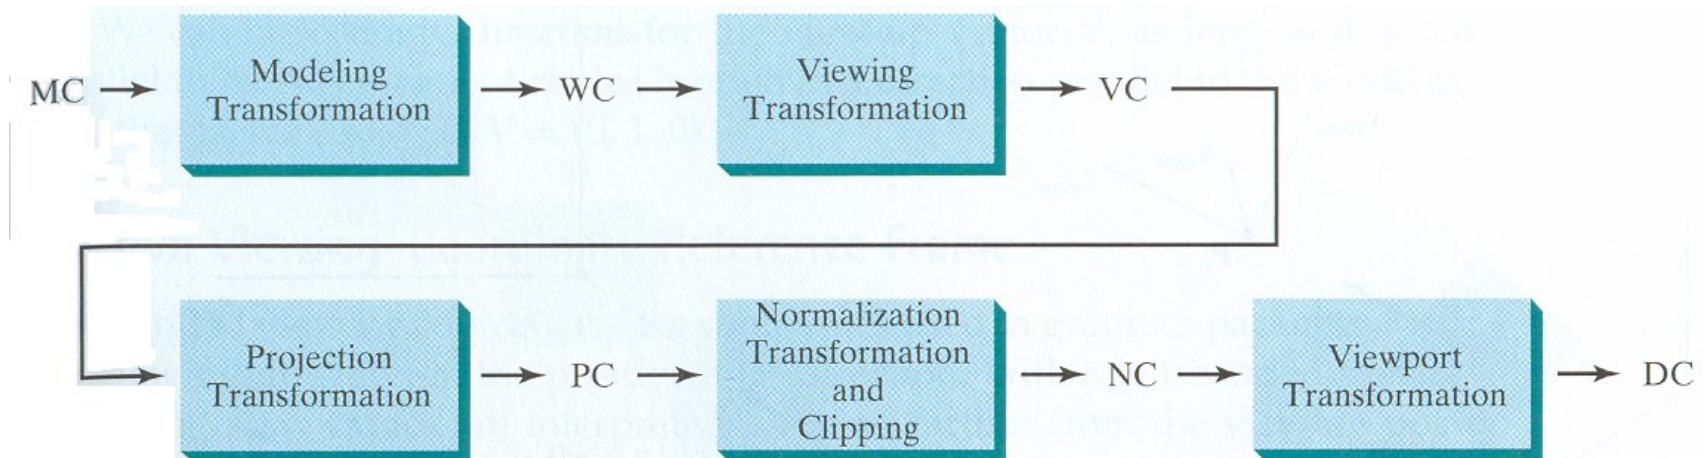 MC
Modeling
Transformation
WC
Viewing
Transformation
VC
Projection
Transformation
PC
Normalization
Transformation
and
Clipping
NC
Viewport
Transformation
DC